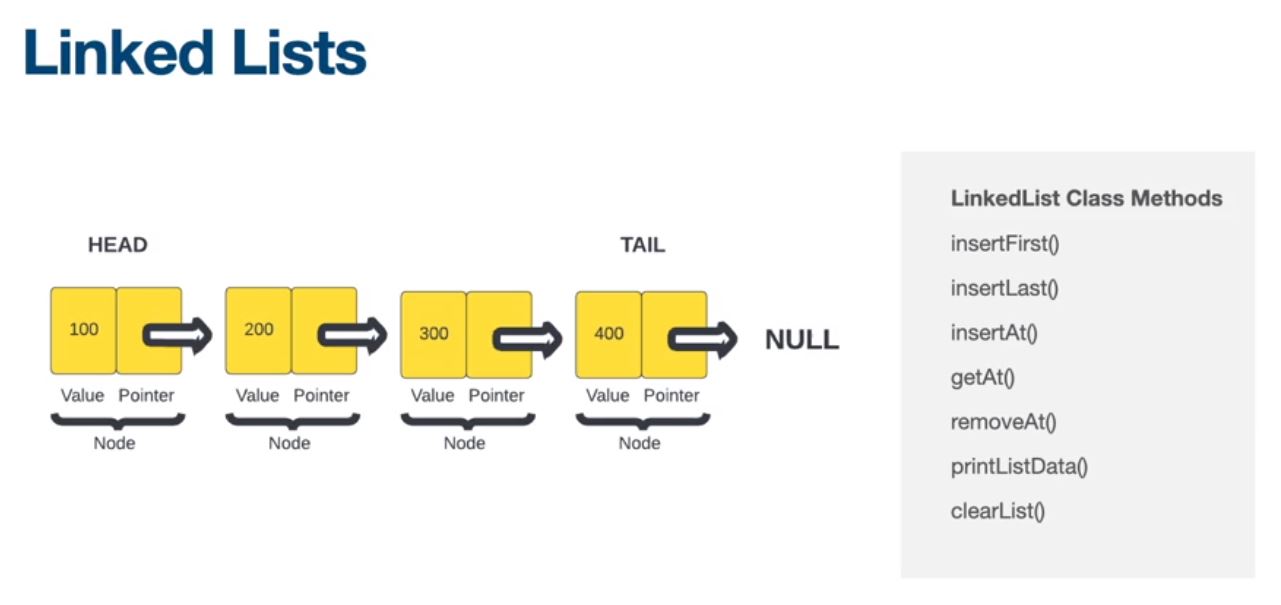 Linked Lists
HEAD
TAIL
100
200
300
400
NULL
Value Pointer
Value Pointer
Value Pointer
Value Pointer
Node
Node
Node
Node
LinkedList Class Methods
insertFirst()
insertLast()
insertAt()
getAt()
removeAt()
printListData()
clearList()